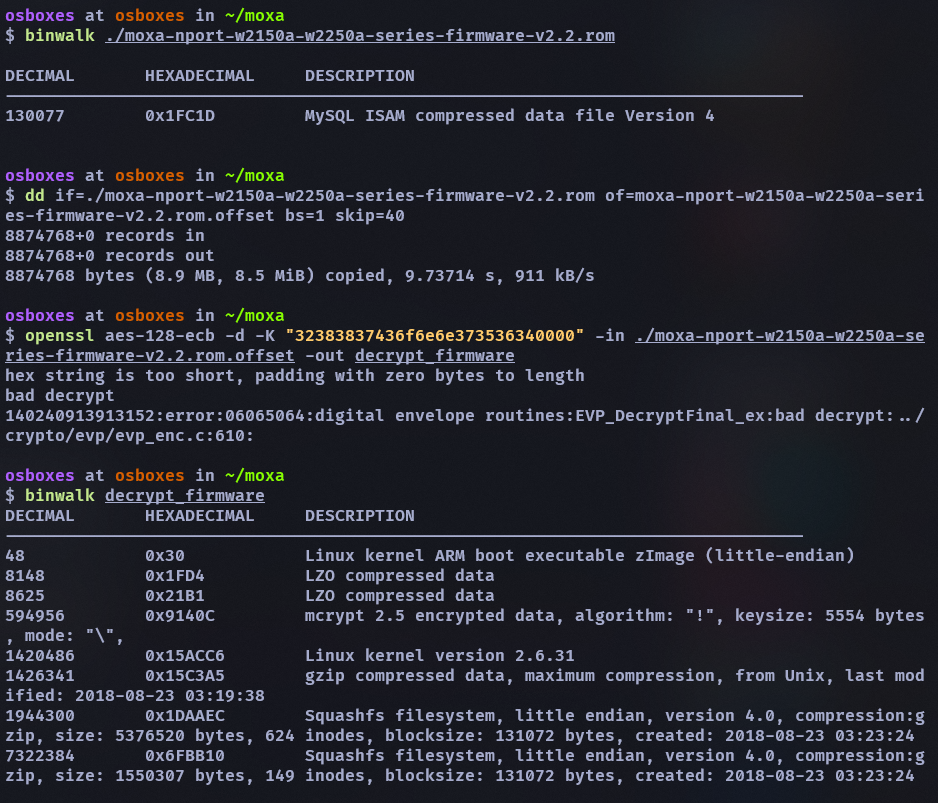 osboxes at osboxes in ~/moxa
$ binwalk ./moxa-nport-w2150a-w2250a-series-firmware-v2.2.rom
DECIMAL HEXADECIMAL DESCRIPTION
130077 0x1FC1D MySQL ISAM compressed data file Version 4
osboxes at osboxes in ~/moxa
$ dd if=./moxa-nport-w2150a-w2250a-series-firmware-v2.2.rom of=moxa-nport-w2150a-w2250a-seri
es-firmware-v2.2.rom.offset bs=1 skip=40
8874768+0 records in
8874768+0 records out
8874768 bytes (8.9 MB, 8.5 MiB) copied, 9.73714 s, 911 kB/s
osboxes at osboxes in ~/moxa
$ openssl aes-128-ecb -d -K "32383837436f6e6e373536340000" -in ./moxa-nport-w2150a-w2250a-se
ries-firmware-v2.2.rom.offset -out decrypt_firmware
hex string is too short, padding with zero bytes to length
bad decrypt
140240913913152:error:06065064:digital envelope routines:EVP_DecryptFinal_ex:bad decrypt:../
crypto/evp/evp_enc.c:610:
osboxes at osboxes in ~/moxa
$ binwalk decrypt_firmware
DECIMAL HEXADECIMAL DESCRIPTION
48 0x30 Linux kernel ARM boot executable zImage (little-endian)
8148 0x1FD4 LZO compressed data
8625 0x21B1 LZO compressed data
594956 0x9140C mcrypt 2.5 encrypted data, algorithm: "!", keysize: 5554 bytes
, mode: "\",
1420486 0x15ACC6 Linux kernel version 2.6.31
1426341 0x15C3A5 gzip compressed data, maximum compression, from Unix, last mod
ified: 2018-08-23 03:19:38
1944300 0x1DAAEC Squashfs filesystem, little endian, version 4.0, compression:g
zip, size: 5376520 bytes, 624 inodes, blocksize: 131072 bytes, created: 2018-08-23 03:23:24
7322384 0x6FBB10 Squashfs filesystem, little endian, version 4.0, compression:g
zip, size: 1550307 bytes, 149 inodes, blocksize: 131072 bytes, created: 2018-08-23 03:23:24